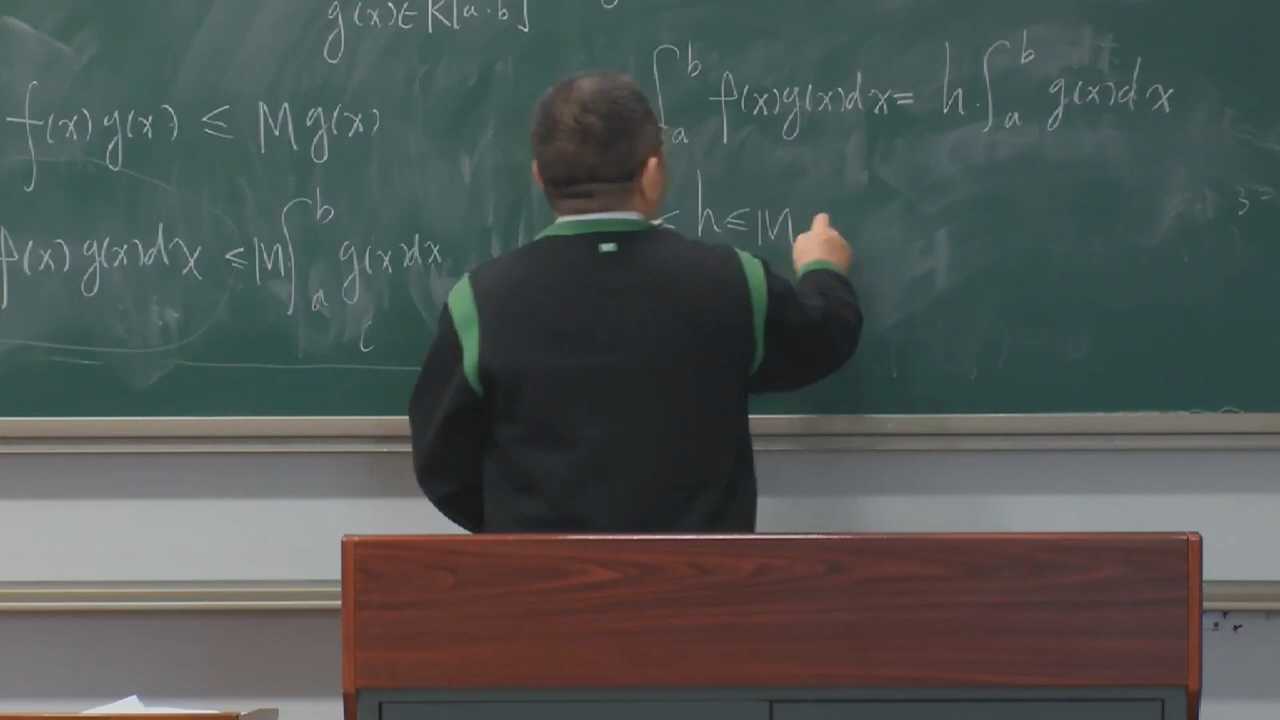 g(x)∈R[a·b]
f(x)g(x) ≤ Mg(x)
f(x)g(x)dx ≤ M∫_a^b g(x)dx
∫_a^b f(x)g(x)dx = h·∫_a^b g(x)dx
≤ h ≤ M